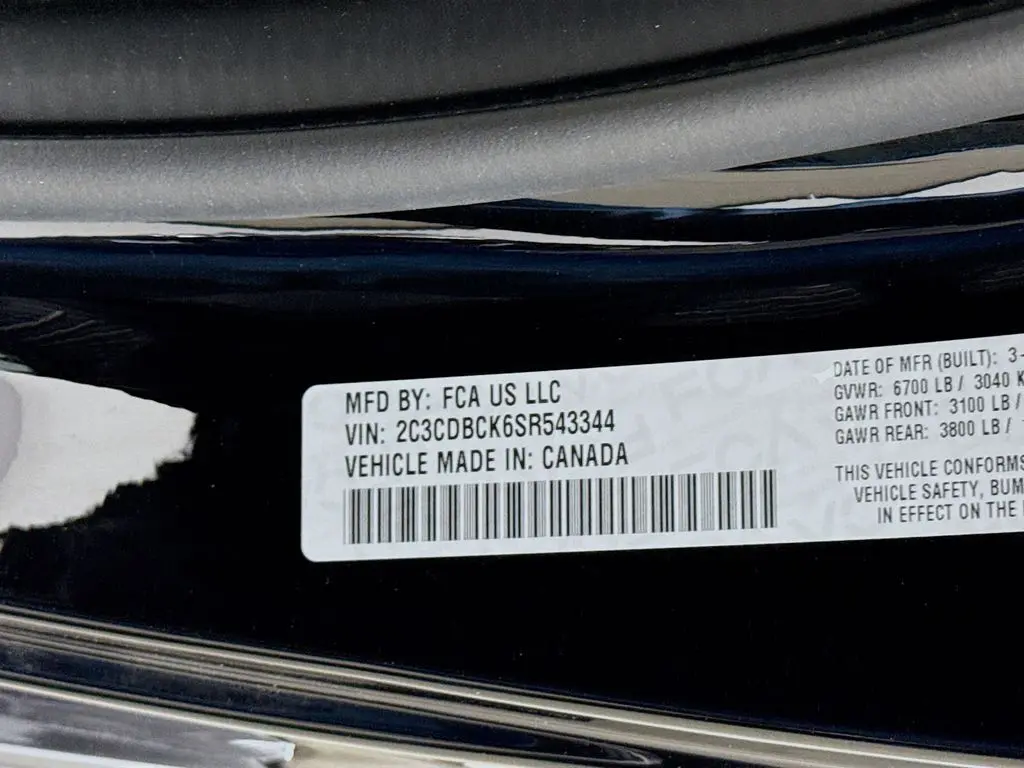 MFD BY: FCA US LLC
VIN: 2C3CDBCK6SR543344
VEHICLE MADE IN: CANADA
DATE OF MFR (BUILT): 3-
GVWR: 6700 LB / 3040 K
GAWR FRONT: 3100 LB /
GAWR REAR: 3800 LB /
THIS VEHICLE CONFORMS
VEHICLE SAFETY, BUM
IN EFFECT ON THE